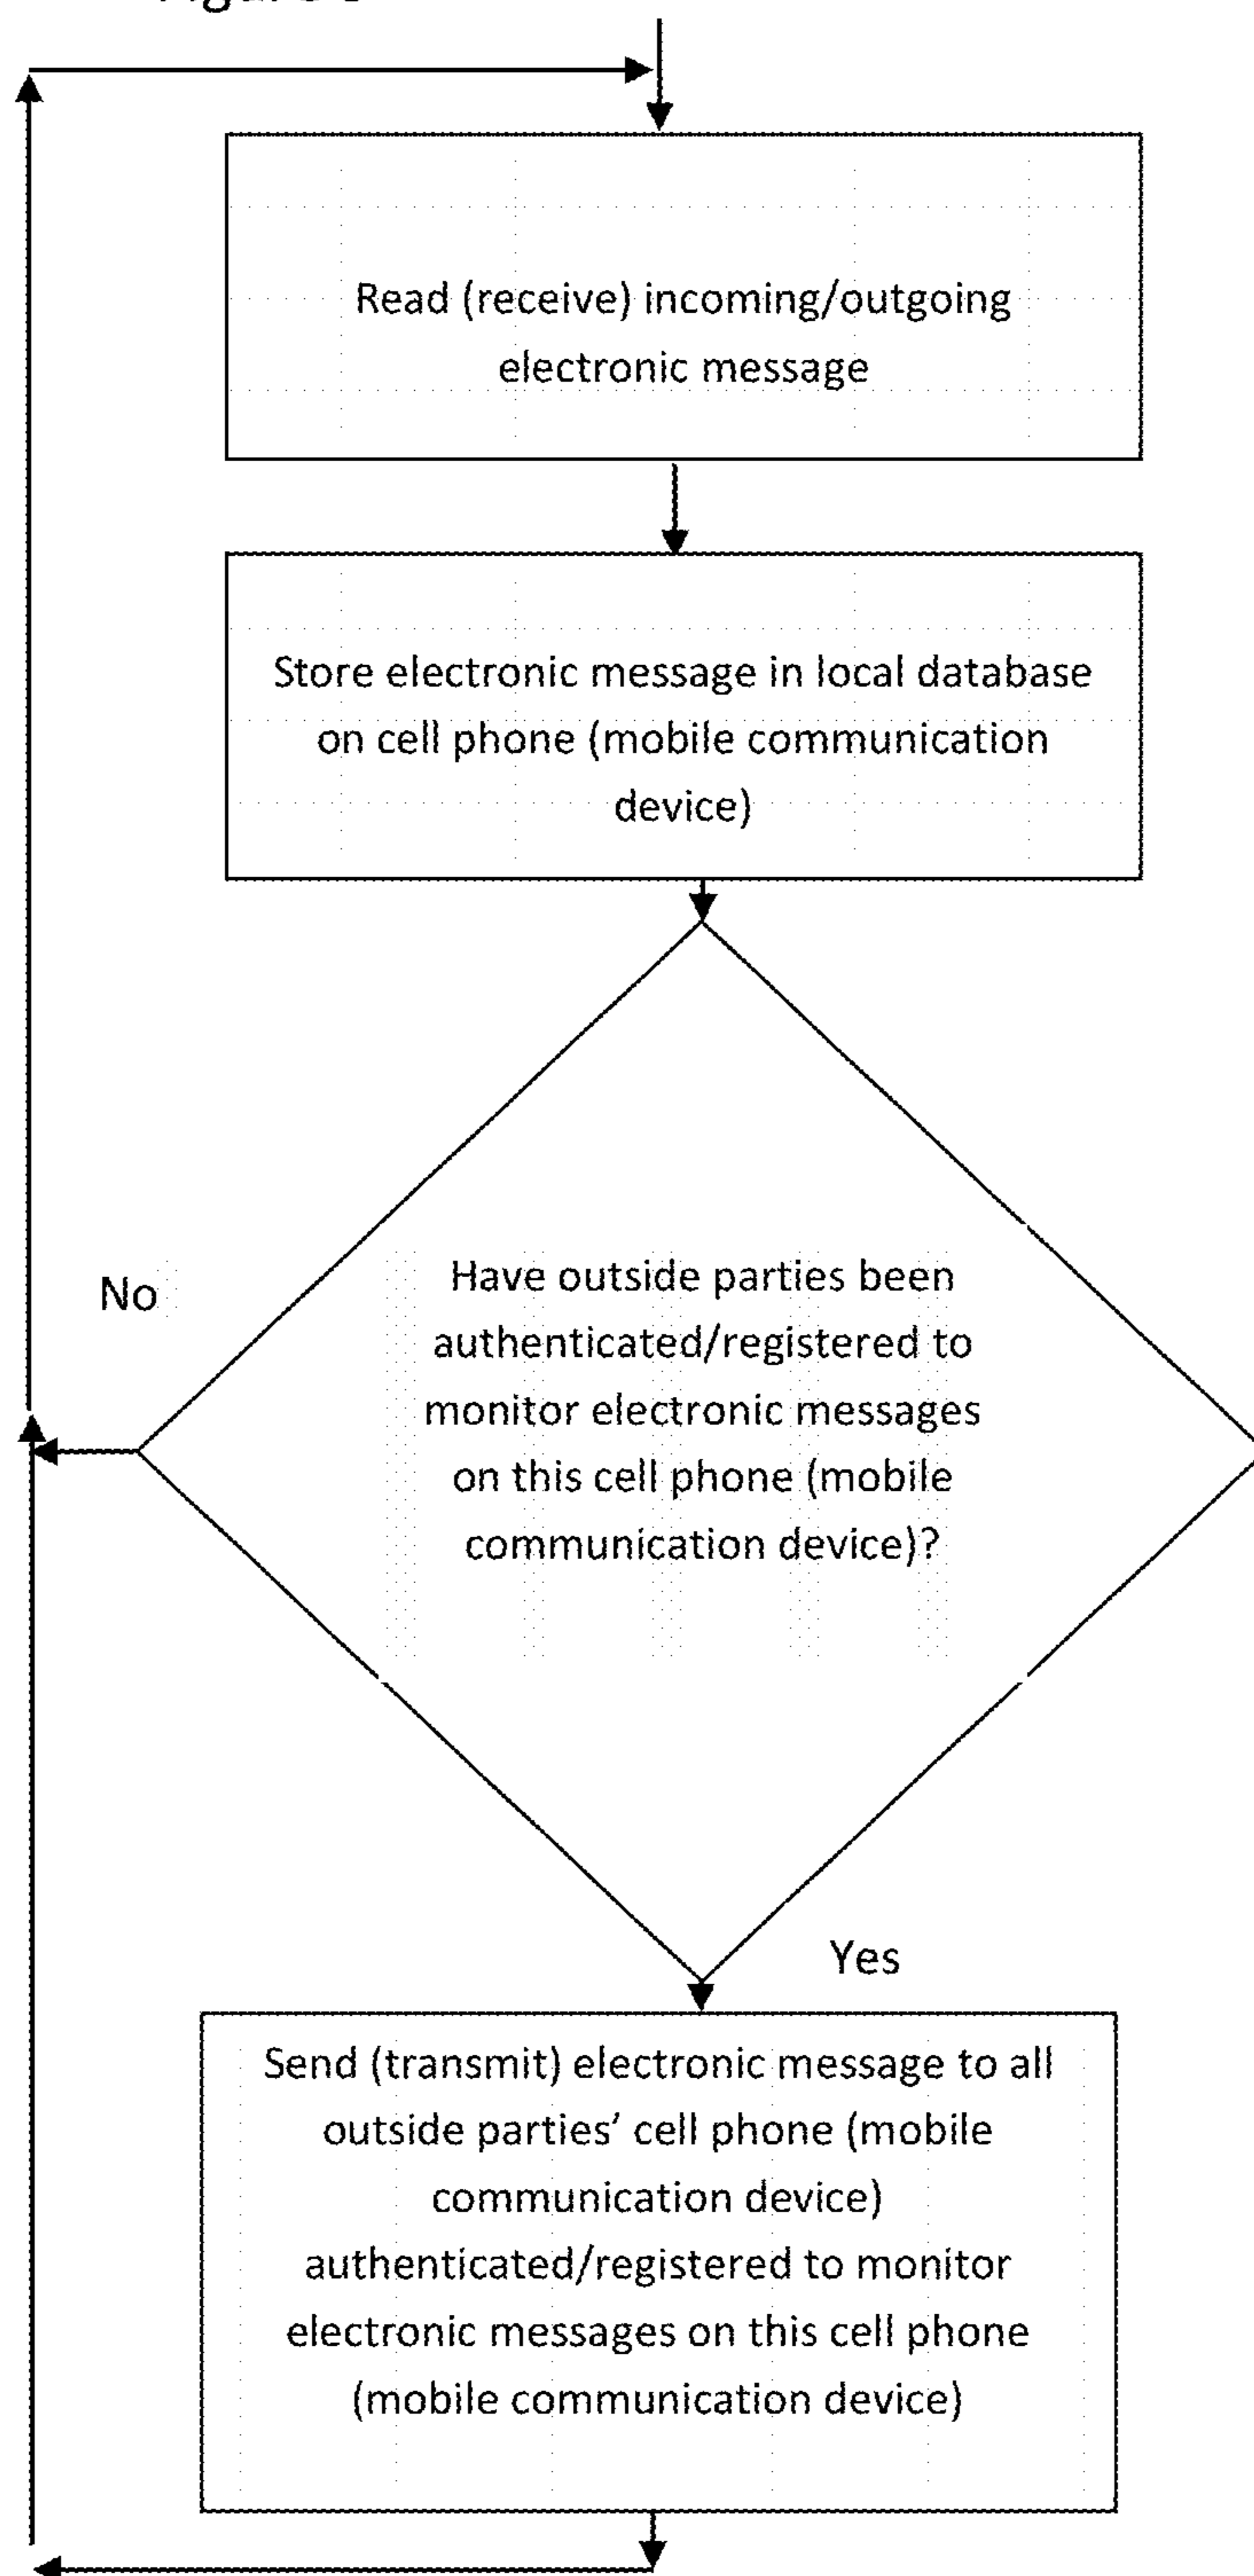 Read (receive) incoming/outgoing
electronic message
Store electronic message in local database
on cell phone (mobile communication
device)
Have outside parties been
authenticated/registered to
monitor electronic messages
on this cell phone (mobile
communication device)?
No
Yes
Send (transmit) electronic message to all
outside parties’ cell phone (mobile
communication device)
authenticated/registered to monitor
electronic messages on this cell phone
(mobile communication device)